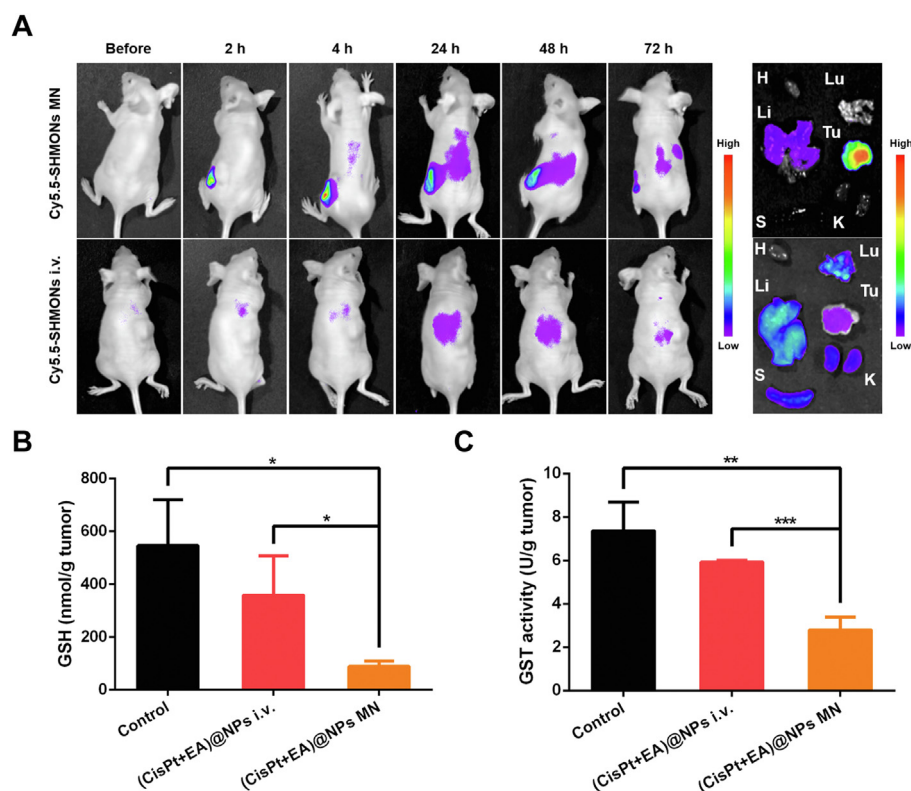 A
Before 2 h 4 h 24 h 48 h 72 h
Cy5.5-SHMONs MN
H Lu
Li Tu
S K
High
Low
High
Low
Cy5.5-SHMONs i.v.
H Lu
Li Tu
S K
B
GSH (nmol/g tumor)
800
600
400
200
0
*
*
Control
(CisPt+EA)@NPs i.v.
(CisPt+EA)@NPs MN
C
GST activity (U/g tumor)
10
8
6
4
2
0
**
***
Control
(CisPt+EA)@NPs i.v.
(CisPt+EA)@NPs MN